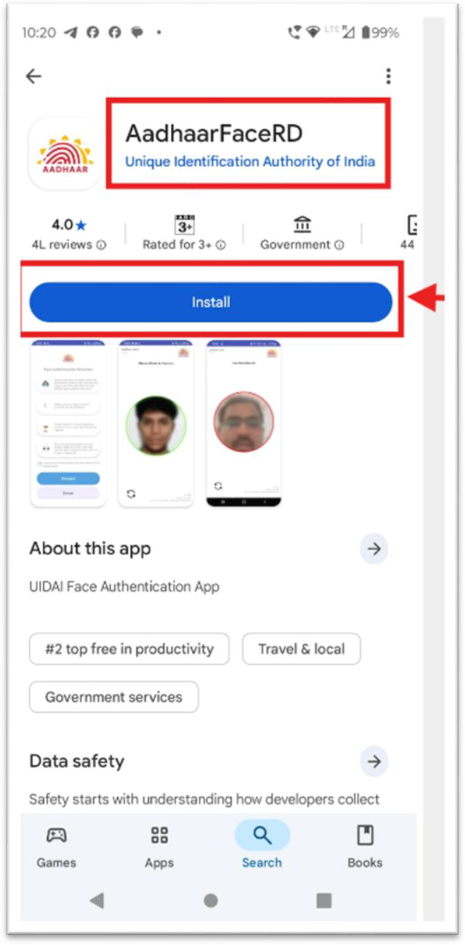 10:20
LTE
R
99%
AADHAAR
AadhaarFaceRD
Unique Identification Authority of India
4.0★
4L reviews
3+
Rated for 3+
Government
44
Install
About this app
UIDAI Face Authentication App
#2 top free in productivity
Travel & local
Government services
Data safety
Safety starts with understanding how developers collect
Games
Apps
Search
Books